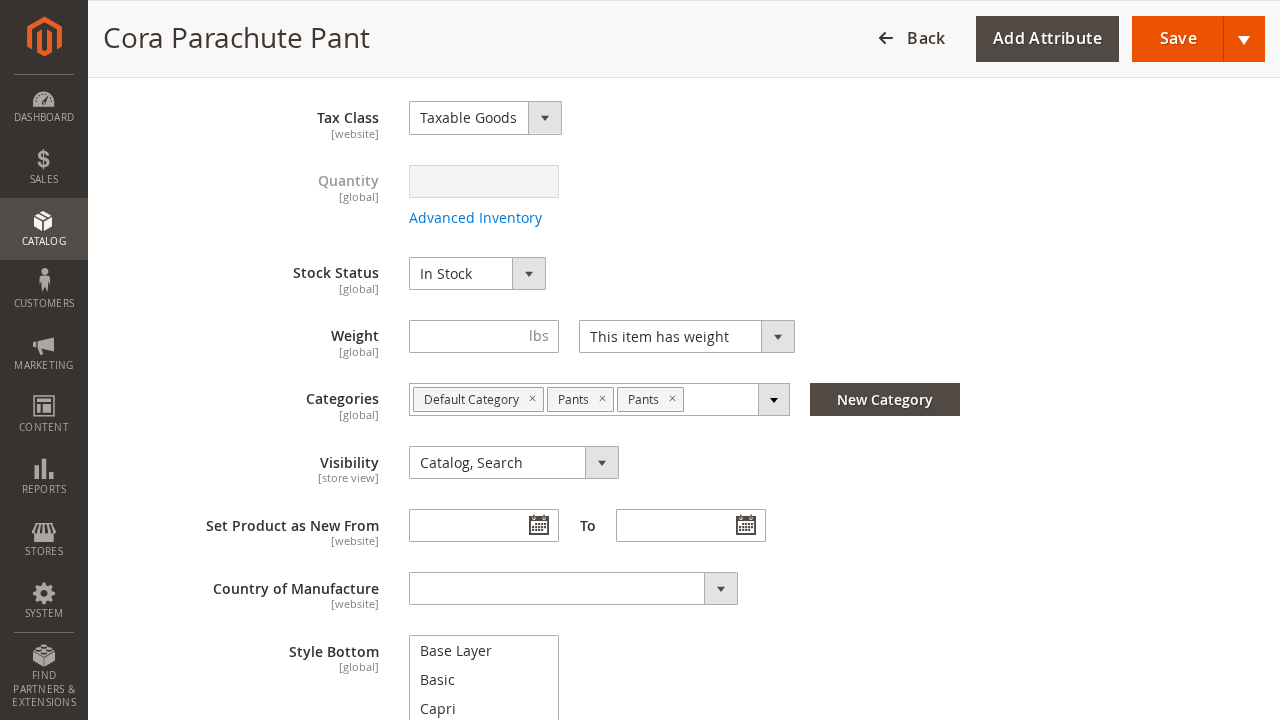 Cora Parachute Pant
Back
Add Attribute
Save
DASHBOARD
SALES
CATALOG
CUSTOMERS
MARKETING
CONTENT
REPORTS
STORES
SYSTEM
FIND
PARTNERS &
EXTENSIONS
Tax Class
[website]
Taxable Goods
Quantity
[global]
Advanced Inventory
Stock Status
[global]
In Stock
Weight
[global]
lbs
This item has weight
Categories
[global]
Default Category × Pants × Pants ×
New Category
Visibility
[store view]
Catalog, Search
Set Product as New From
[website]
To
Country of Manufacture
[website]
Style Bottom
[global]
Base Layer
Basic
Capri